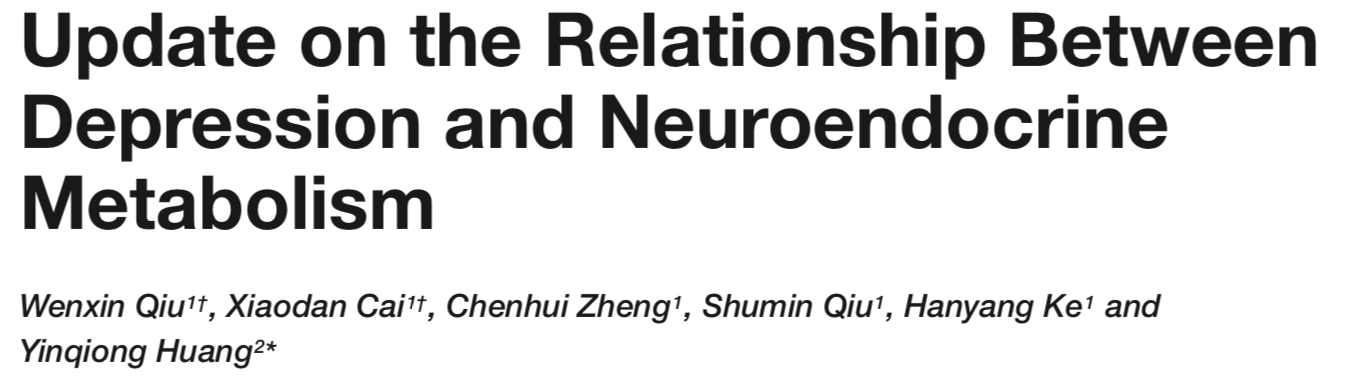 Update on the Relationship Between
Depression and Neuroendocrine
Metabolism
Wenxin Qiu¹†, Xiaodan Cai¹†, Chenhui Zheng¹, Shumin Qiu¹, Hanyang Ke¹ and
Yinqiong Huang²*